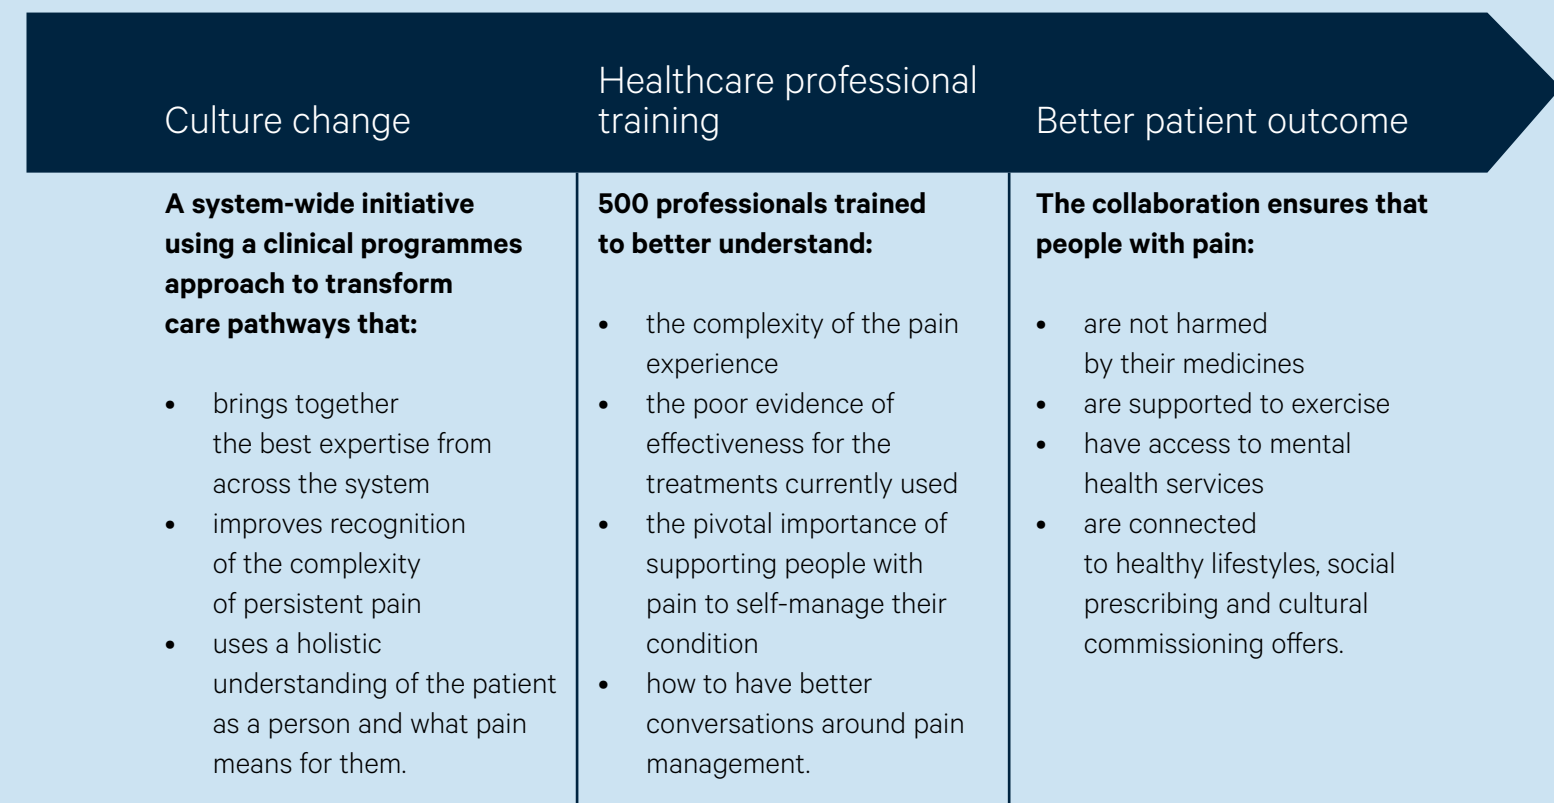 Culture change
Healthcare professional
training
Better patient outcome
A system-wide initiative
using a clinical programmes
approach to transform
care pathways that:
• brings together
the best expertise from
across the system
• improves recognition
of the complexity
of persistent pain
• uses a holistic
understanding of the patient
as a person and what pain
means for them.
500 professionals trained
to better understand:
• the complexity of the pain
experience
• the poor evidence of
effectiveness for the
treatments currently used
• the pivotal importance of
supporting people with
pain to self-manage their
condition
• how to have better
conversations around pain
management.
The collaboration ensures that
people with pain:
• are not harmed
by their medicines
• are supported to exercise
• have access to mental
health services
• are connected
to healthy lifestyles, social
prescribing and cultural
commissioning offers.